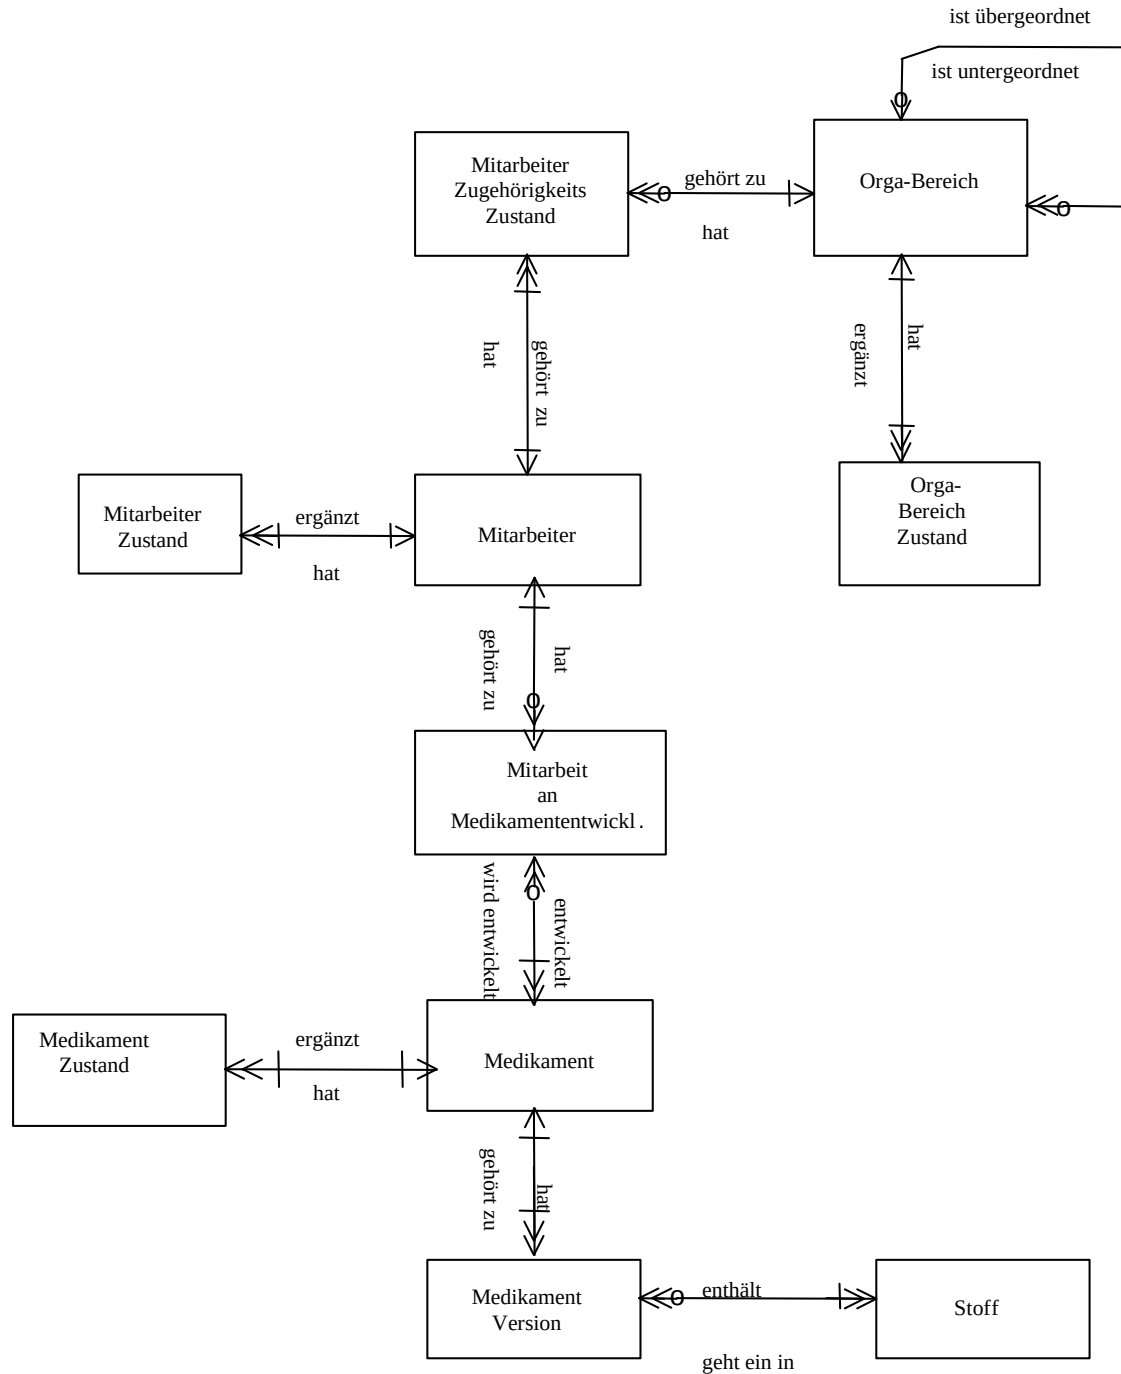 ist übergeordnet
ist untergeordnet
o
Mitarbeiter
Zugehörigkeits
Zustand
o
gehört zu
hat
Orga-Bereich
o
hat
gehört zu
ergänzt
hat
Mitarbeiter
Zustand
ergänzt
hat
Mitarbeiter
Orga-
Bereich
Zustand
gehört zu
hat
o
Mitarbeit
an
Medikamententwickl.
wird entwickelt
o
entwickelt
Medikament
Zustand
ergänzt
hat
Medikament
gehört zu
hat
Medikament
Version
o
enthält
geht ein in
Stoff